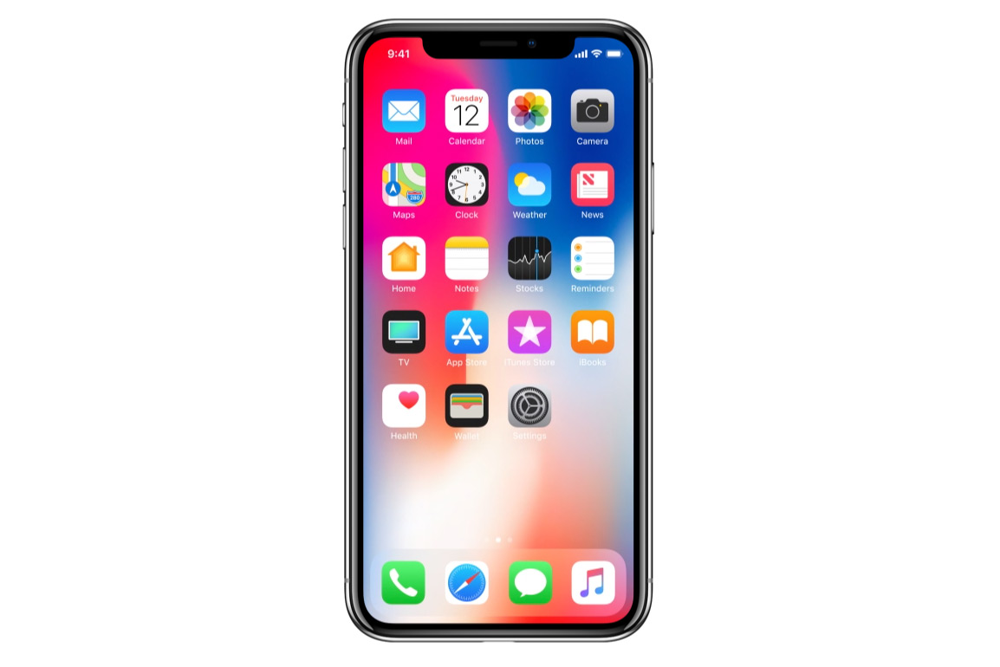 9:41
Tuesday
12
Mail
Calendar
Photos
Camera
280
Maps
Clock
Weather
News
Home
Notes
Stocks
Reminders
TV
App Store
iTunes Store
iBooks
Health
Wallet
Settings